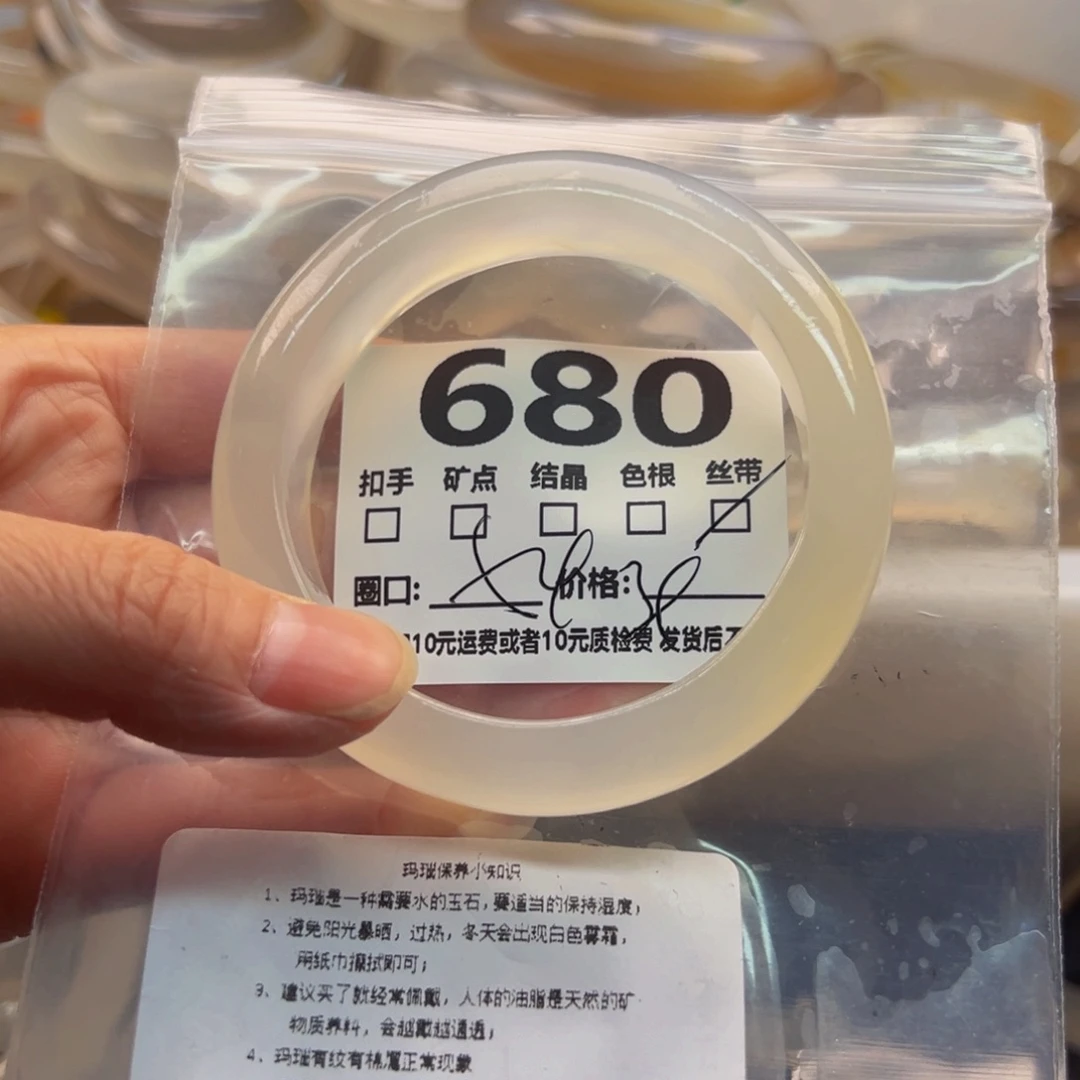 680
扣手 矿点 结晶 色根 丝带
圈口: 价格:
10元运费或者10元质检费 发货后不
玛瑙保养小知识
1、玛瑙是一种需要水的玉石,要适当的保持湿度;
2、避免阳光暴晒,过热,冬天会出现白色雾霜,
用纸巾擦拭即可;
3、建议买了就经常佩戴,人体的油脂是天然的矿
物质养料,会越戴越通透;
4、玛瑙有纹有棉属正常现象